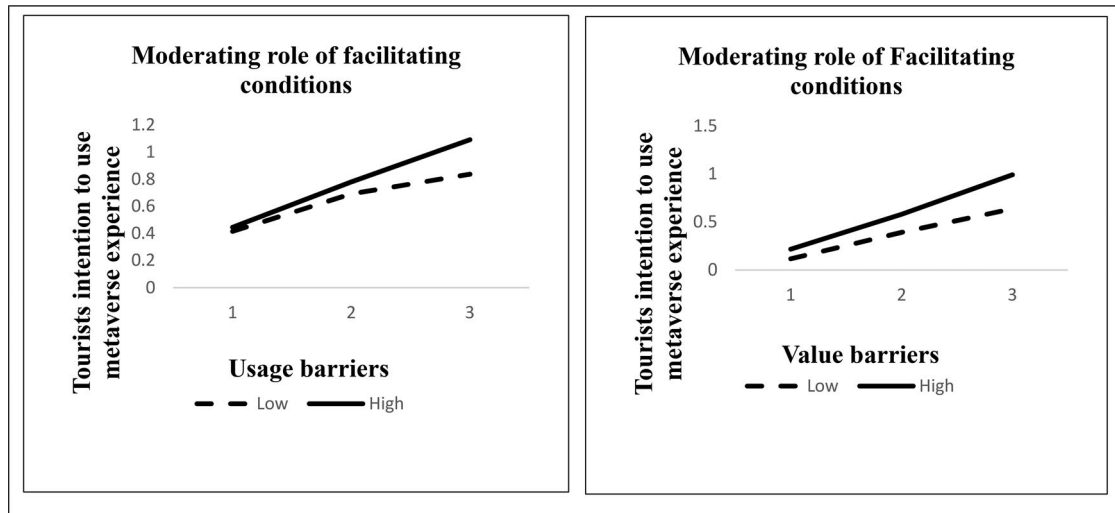 Moderating role of facilitating
conditions
Tourists intention to use
metaverse experience
1.2
1
0.8
0.6
0.4
0.2
0
1 2 3
Usage barriers
Low High
Moderating role of Facilitating
conditions
Tourists intention to use
metaverse experience
1.5
1
0.5
0
1 2 3
Value barriers
Low High